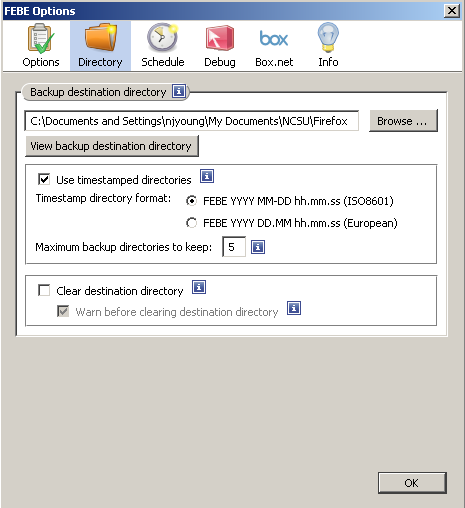 FEBE Options
Options Directory Schedule Debug box Box.net Info
Backup destination directory
C:\Documents and Settings\njyoung\My Documents\NCSU\Firefox Browse ...
View backup destination directory
Use timestamped directories
Timestamp directory format: FEBE YYYY MM-DD hh.mm.ss (ISO8601)
FEBE YYYY DD.MM hh.mm.ss (European)
Maximum backup directories to keep: 5
Clear destination directory
Warn before clearing destination directory
OK